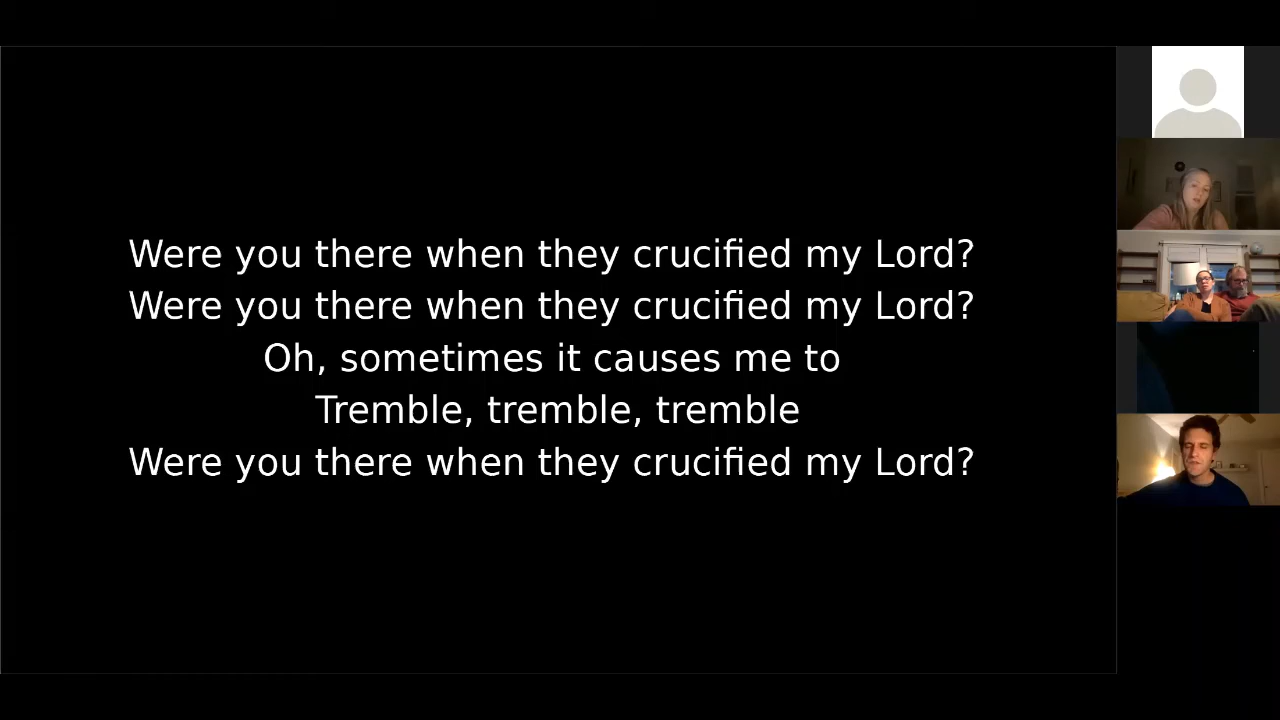 Were you there when they crucified my Lord?
Were you there when they crucified my Lord?
Oh, sometimes it causes me to
Tremble, tremble, tremble
Were you there when they crucified my Lord?